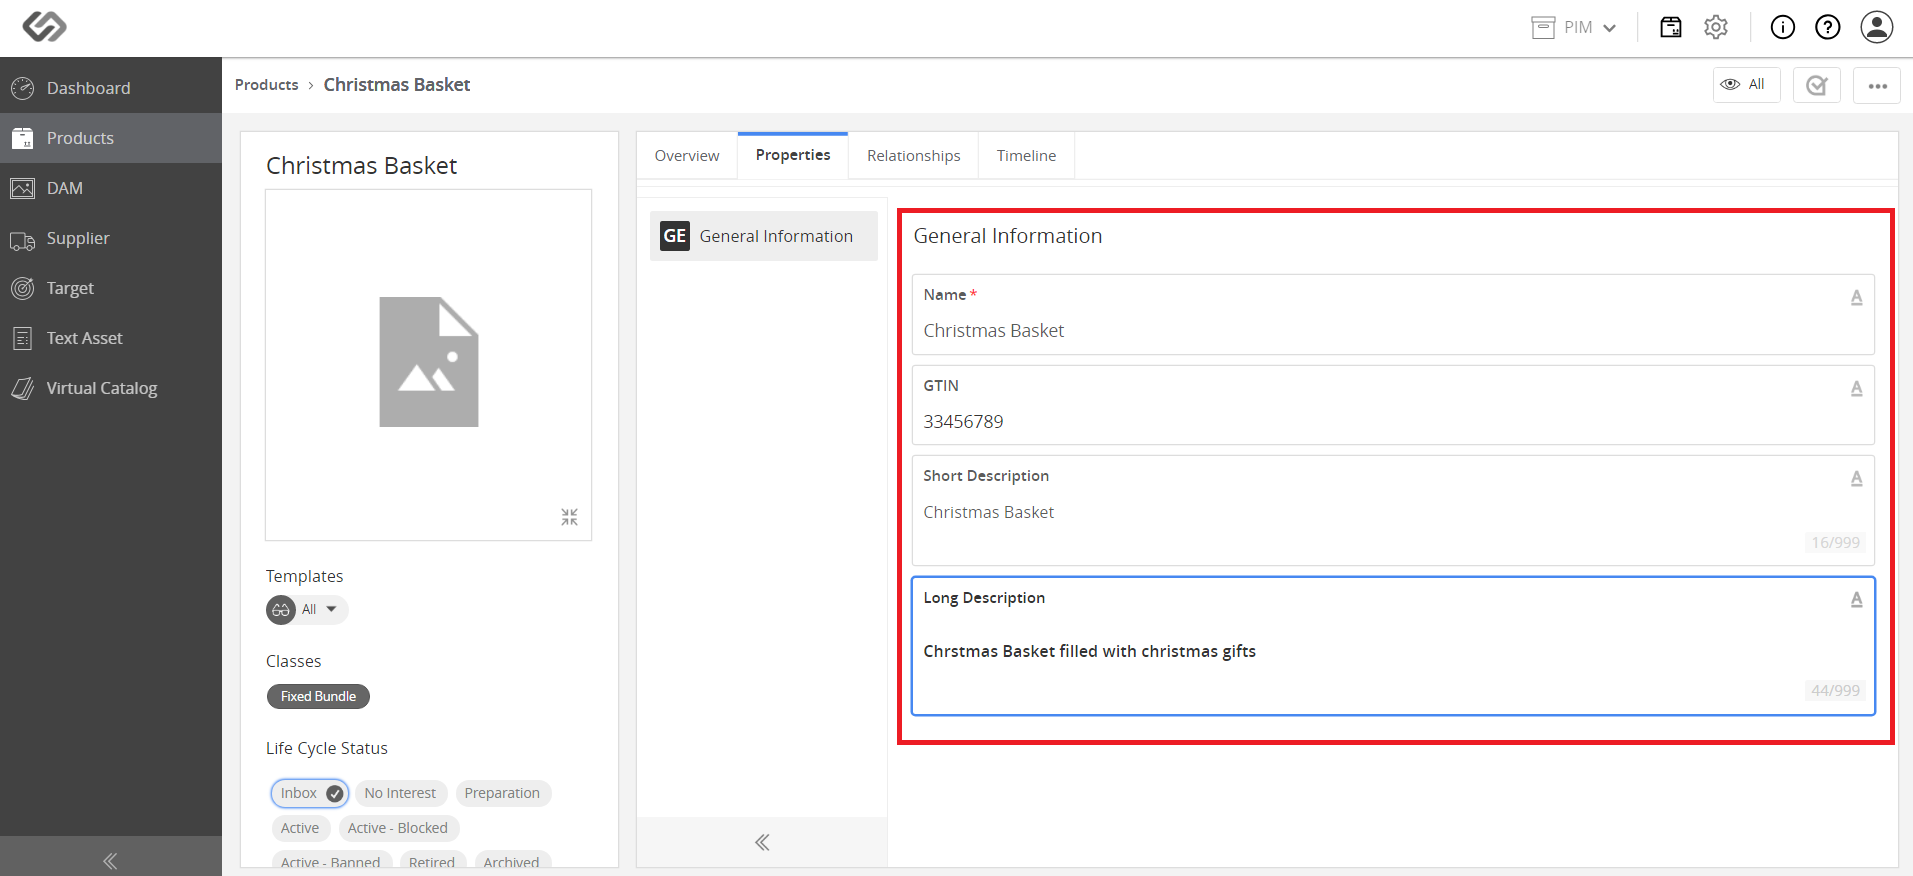 PIM
Dashboard
Products
DAM
Supplier
Target
Text Asset
Virtual Catalog
Products › Christmas Basket
All
Christmas Basket
Templates
All
Classes
Fixed Bundle
Life Cycle Status
Inbox No Interest Preparation
Active Active - Blocked
Active - Banned Retired Archived
Overview Properties Relationships Timeline
GE General Information
General Information
Name *
A
Christmas Basket
GTIN
A
33456789
Short Description
A
Christmas Basket
16/999
Long Description
A
Chrstmas Basket filled with christmas gifts
44/999